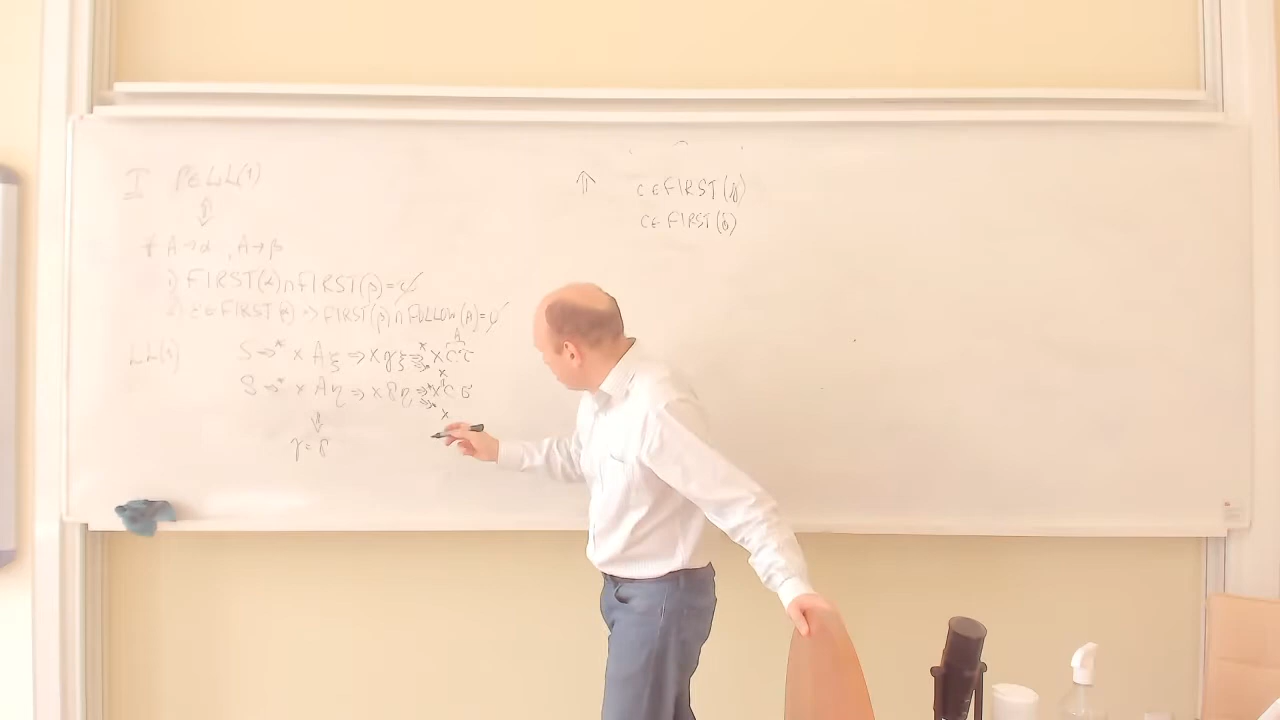 I Γ∈LL(1)
⇕
∀ A→α, A→β
1) FIRST(α)∩FIRST(β)=∅
2) ε∈FIRST(β) ⇒ FIRST(β)∩FOLLOW(A)=∅
LL(1) S ⇒* x A ξ ⇒ x γ ξ ⇒* x c τ
S ⇒* x A η ⇒ x δ η ⇒* x c σ
⇓
γ = δ
⇑ c∈FIRST(γ)
c∈FIRST(δ)